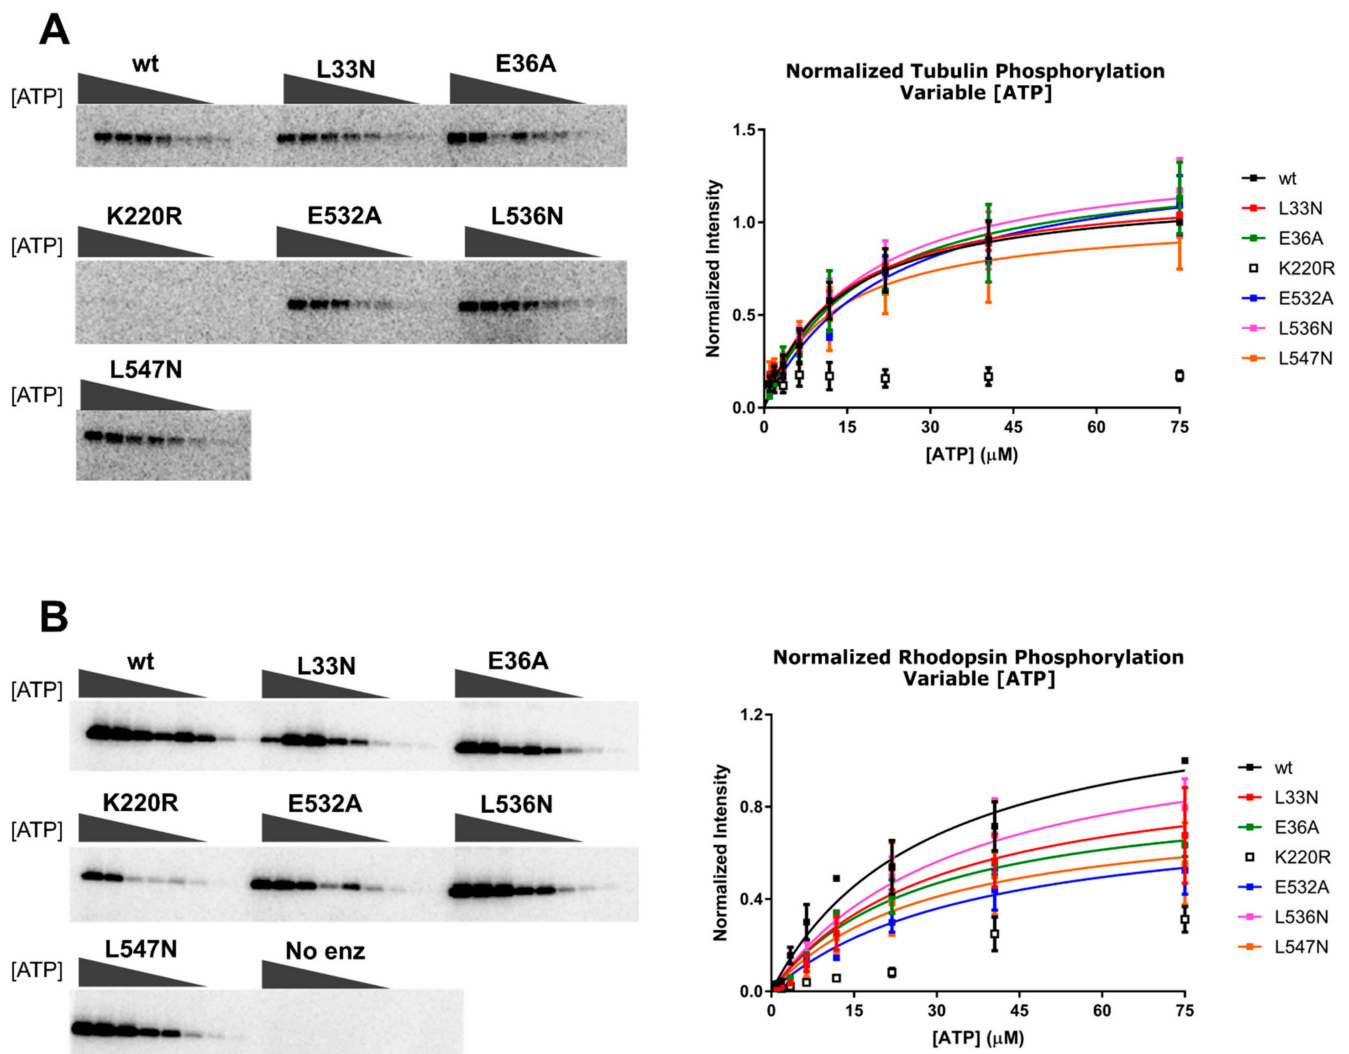 A
wt
L33N
E36A
[ATP]
K220R
E532A
L536N
[ATP]
L547N
[ATP]
Normalized Tubulin Phosphorylation
Variable [ATP]
Normalized Intensity
1.5
1.0
0.5
0.0
0 15 30 45 60 75
[ATP] (μM)
wt
L33N
E36A
K220R
E532A
L536N
L547N
B
wt
L33N
E36A
[ATP]
K220R
E532A
L536N
[ATP]
L547N
No enz
[ATP]
Normalized Rhodopsin Phosphorylation
Variable [ATP]
Normalized Intensity
1.2
0.8
0.4
0.0
0 15 30 45 60 75
[ATP] (μM)
wt
L33N
E36A
K220R
E532A
L536N
L547N